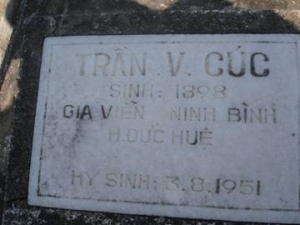 TRẦN V. CÚC
SINH: 1898
GIA VIỄN NINH BÌNH
H. ĐỨC HUỆ
HY SINH: 3.8.1951